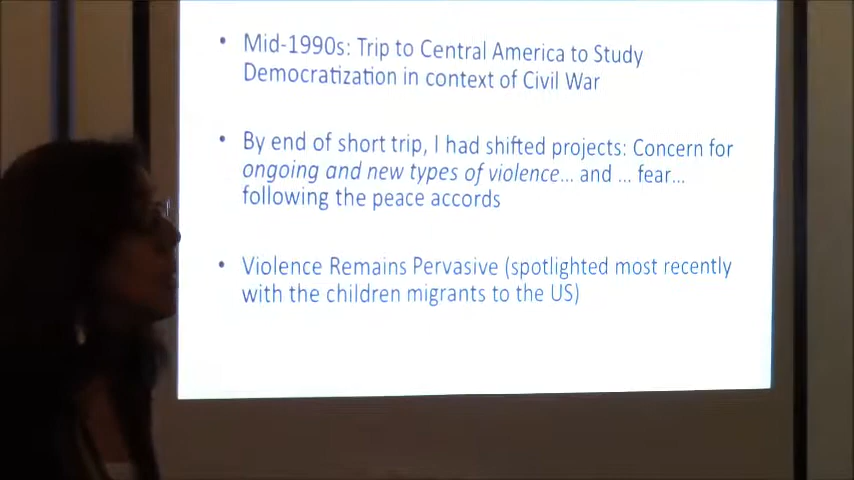 • Mid-1990s: Trip to Central America to Study
Democratization in context of Civil War
• By end of short trip, I had shifted projects: Concern for
ongoing and new types of violence... and ... fear...
following the peace accords
• Violence Remains Pervasive (spotlighted most recently
with the children migrants to the US)